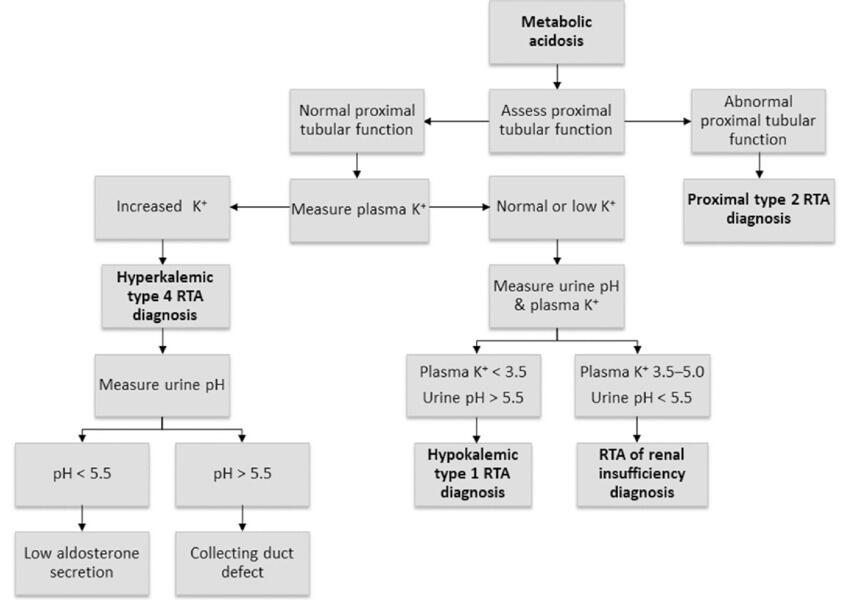 Metabolic
acidosis
Normal proximal
tubular function
Assess proximal
tubular function
Abnormal
proximal tubular
function
Increased K⁺
Measure plasma K⁺
Normal or low K⁺
Proximal type 2 RTA
diagnosis
Hyperkalemic
type 4 RTA
diagnosis
Measure urine pH
& plasma K⁺
Measure urine pH
Plasma K⁺ < 3.5
Urine pH > 5.5
Plasma K⁺ 3.5–5.0
Urine pH < 5.5
pH < 5.5
pH > 5.5
Hypokalemic
type 1 RTA
diagnosis
RTA of renal
insufficiency
diagnosis
Low aldosterone
secretion
Collecting duct
defect